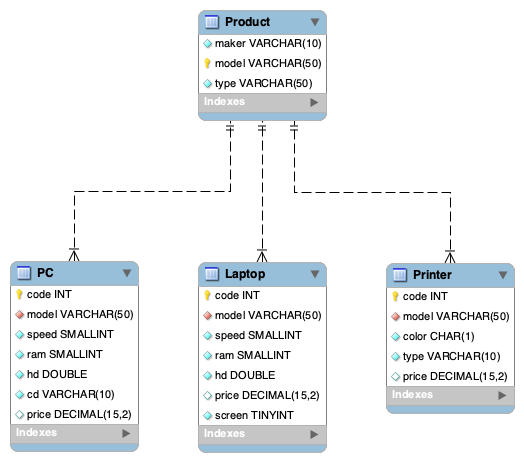 Product
maker VARCHAR(10)
model VARCHAR(50)
type VARCHAR(50)
Indexes
PC
code INT
model VARCHAR(50)
speed SMALLINT
ram SMALLINT
hd DOUBLE
cd VARCHAR(10)
price DECIMAL(15,2)
Indexes
Laptop
code INT
model VARCHAR(50)
speed SMALLINT
ram SMALLINT
hd DOUBLE
price DECIMAL(15,2)
screen TINYINT
Indexes
Printer
code INT
model VARCHAR(50)
color CHAR(1)
type VARCHAR(10)
price DECIMAL(15,2)
Indexes